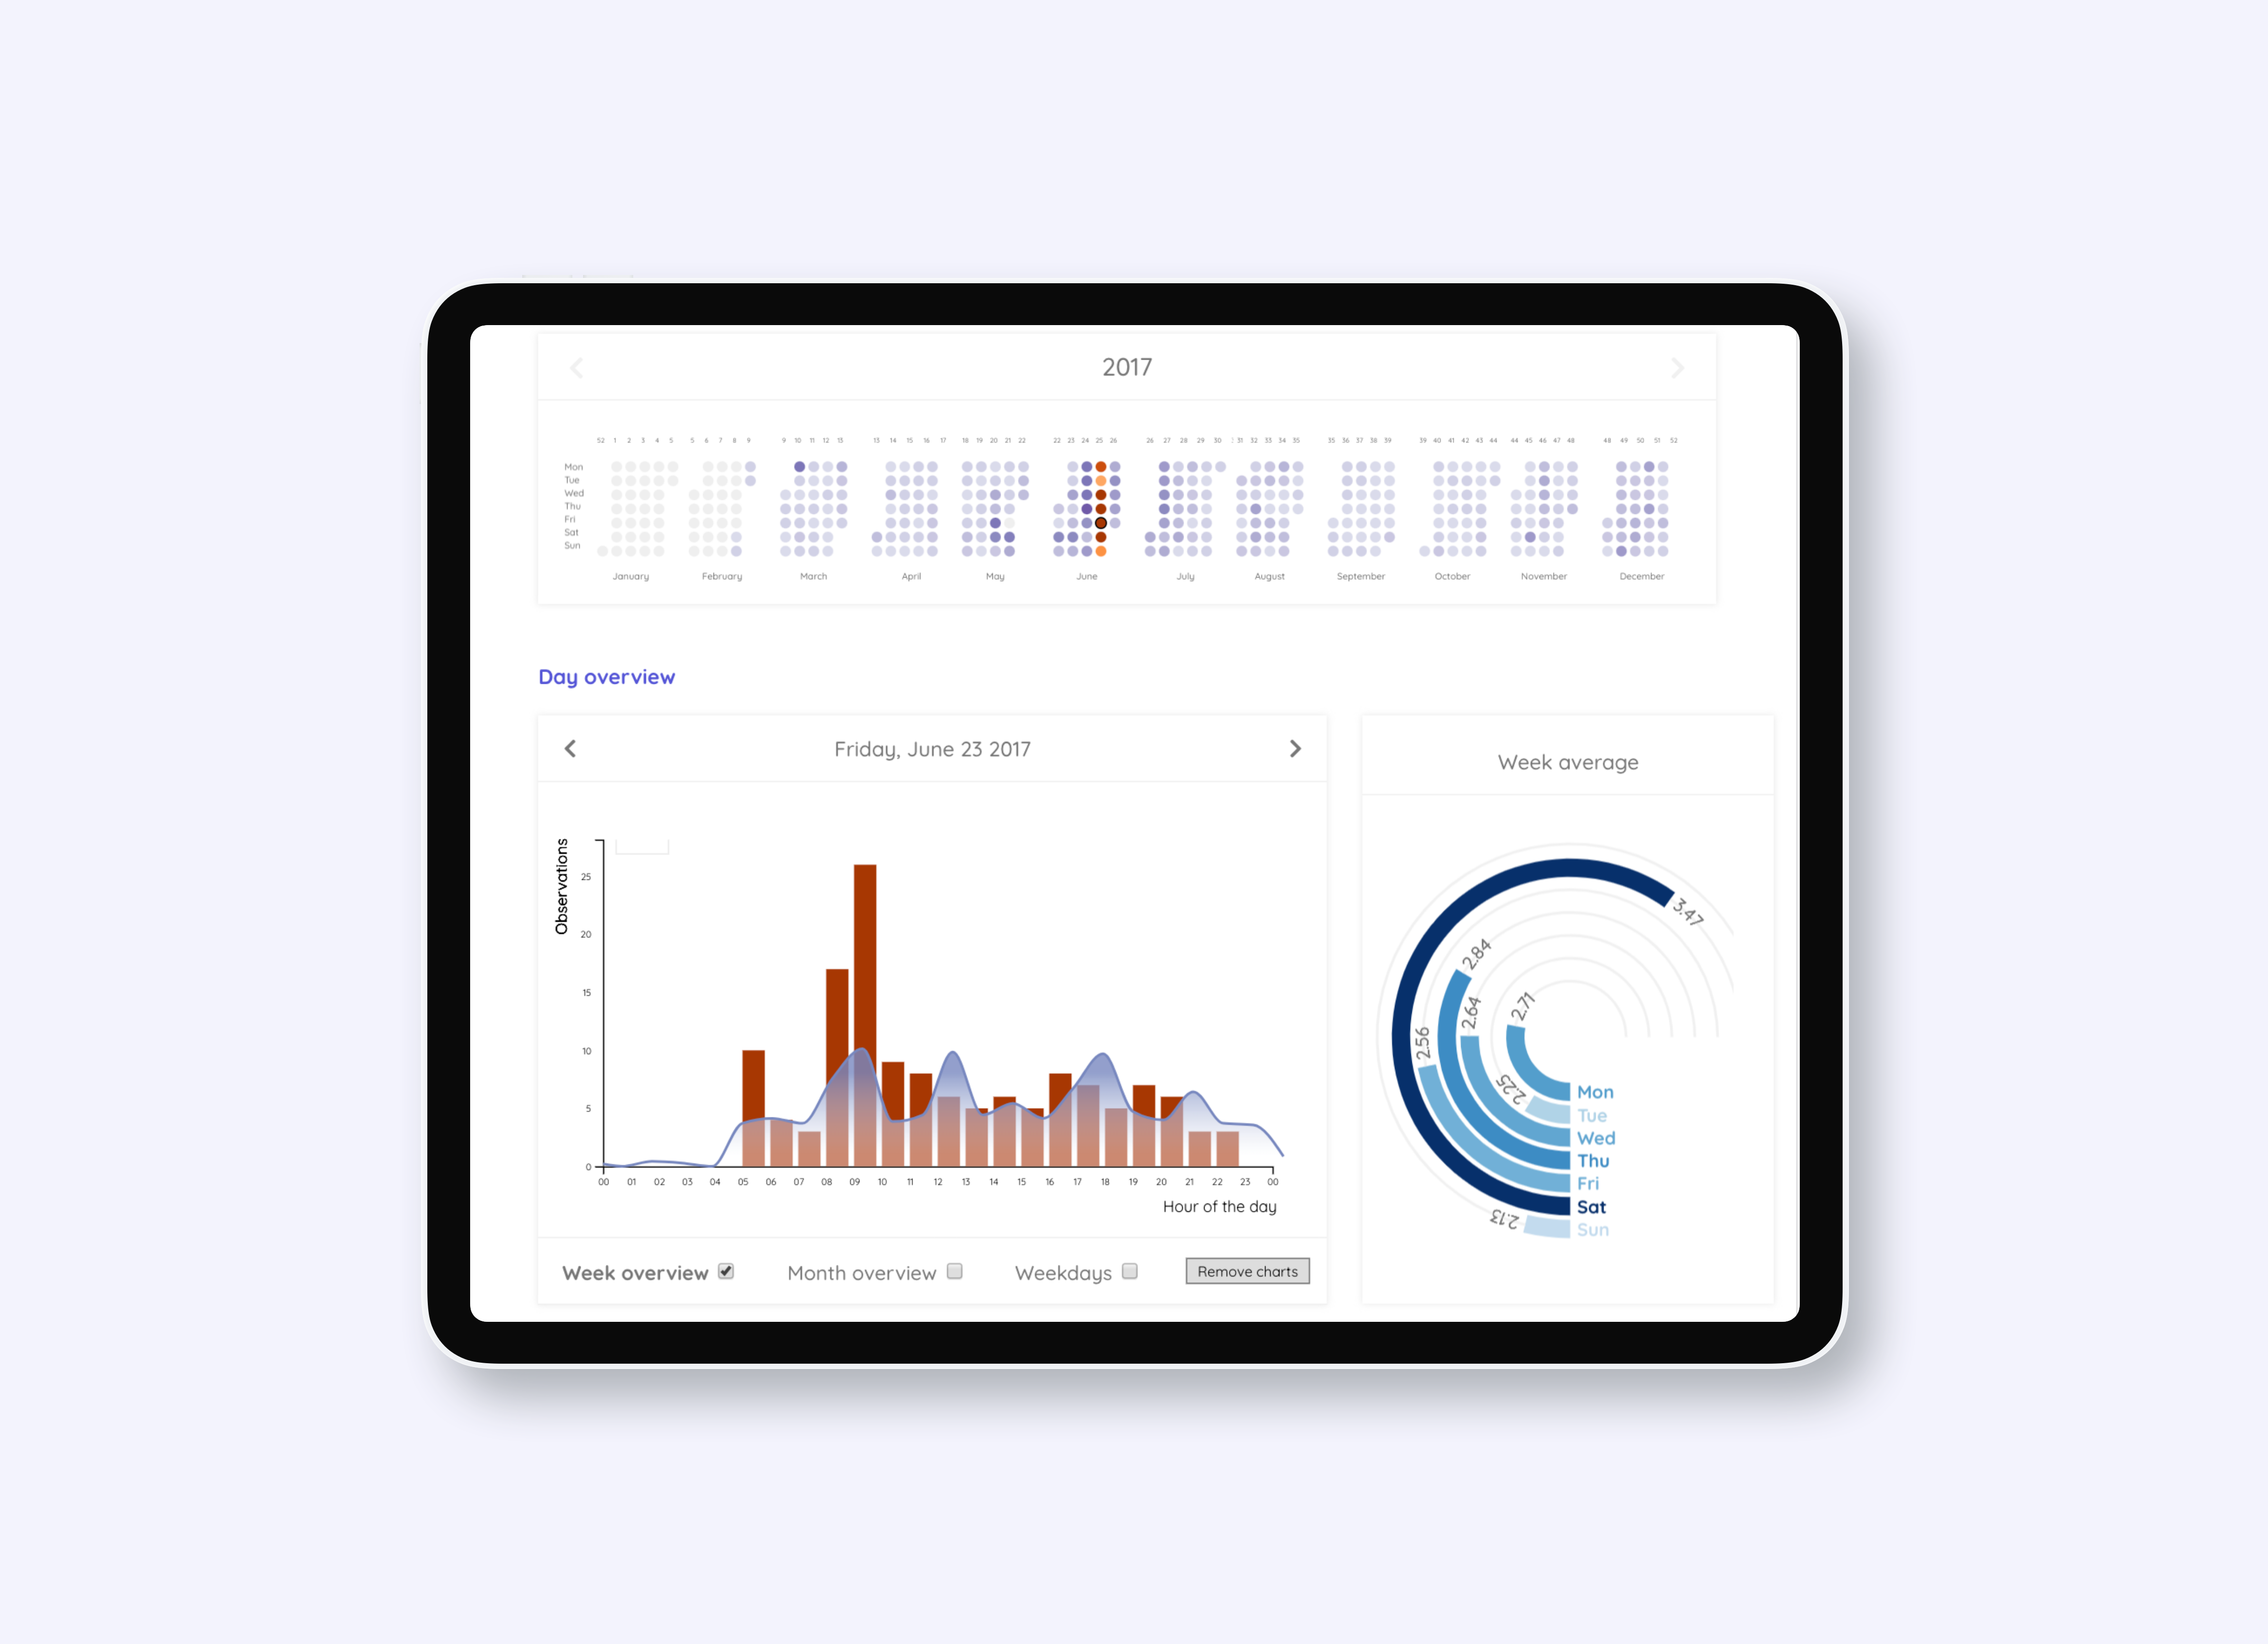 2017
52 1 2 3 4 5 5 6 7 8 9 9 10 11 12 13 13 14 15 16 17 18 19 20 21 22 22 23 24 25 26 26 27 28 29 30 31 32 33 34 35 35 36 37 38 39 39 40 41 42 43 44 44 45 46 47 48 48 49 50 51 52
Mon
Tue
Wed
Thu
Fri
Sat
Sun
January February March April May June July August September October November December
Day overview
Friday, June 23 2017
Observations
25
20
15
10
5
0
00 01 02 03 04 05 06 07 08 09 10 11 12 13 14 15 16 17 18 19 20 21 22 23 00
Hour of the day
Week overview Month overview Weekdays Remove charts
Week average
3.47
2.84
2.71
2.64
2.56
2.25
2.13
Mon
Tue
Wed
Thu
Fri
Sat
Sun